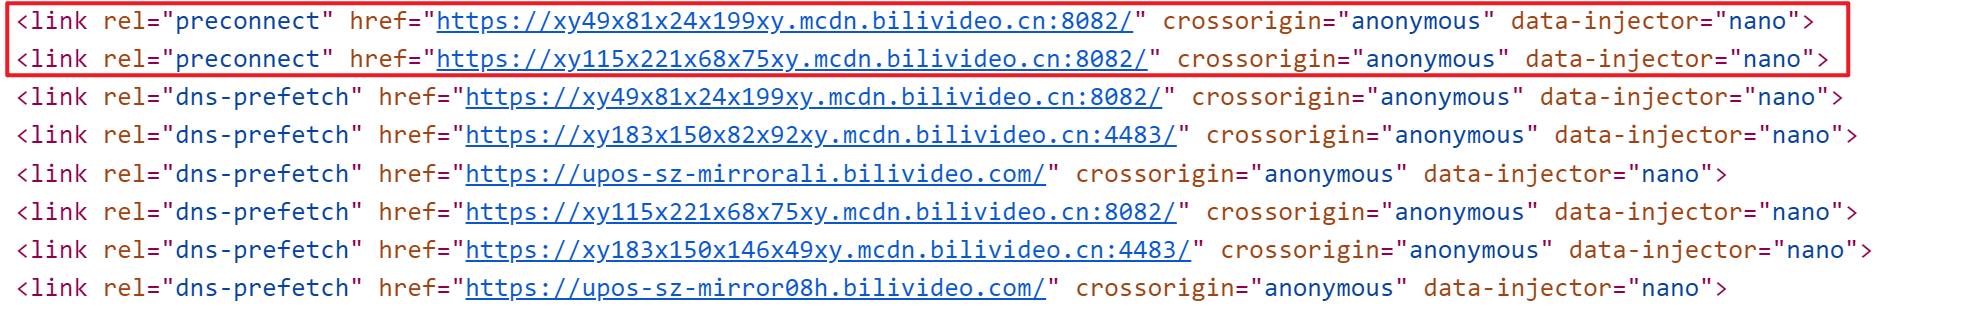 <link rel="preconnect" href="https://xy49x81x24x199xy.mcdn.bilivideo.cn:8082/" crossorigin="anonymous" data-injector="nano">
<link rel="preconnect" href="https://xy115x221x68x75xy.mcdn.bilivideo.cn:8082/" crossorigin="anonymous" data-injector="nano">
<link rel="dns-prefetch" href="https://xy49x81x24x199xy.mcdn.bilivideo.cn:8082/" crossorigin="anonymous" data-injector="nano">
<link rel="dns-prefetch" href="https://xy183x150x82x92xy.mcdn.bilivideo.cn:4483/" crossorigin="anonymous" data-injector="nano">
<link rel="dns-prefetch" href="https://upos-sz-mirrorali.bilivideo.com/" crossorigin="anonymous" data-injector="nano">
<link rel="dns-prefetch" href="https://xy115x221x68x75xy.mcdn.bilivideo.cn:8082/" crossorigin="anonymous" data-injector="nano">
<link rel="dns-prefetch" href="https://xy183x150x146x49xy.mcdn.bilivideo.cn:4483/" crossorigin="anonymous" data-injector="nano">
<link rel="dns-prefetch" href="https://upos-sz-mirror08h.bilivideo.com/" crossorigin="anonymous" data-injector="nano">